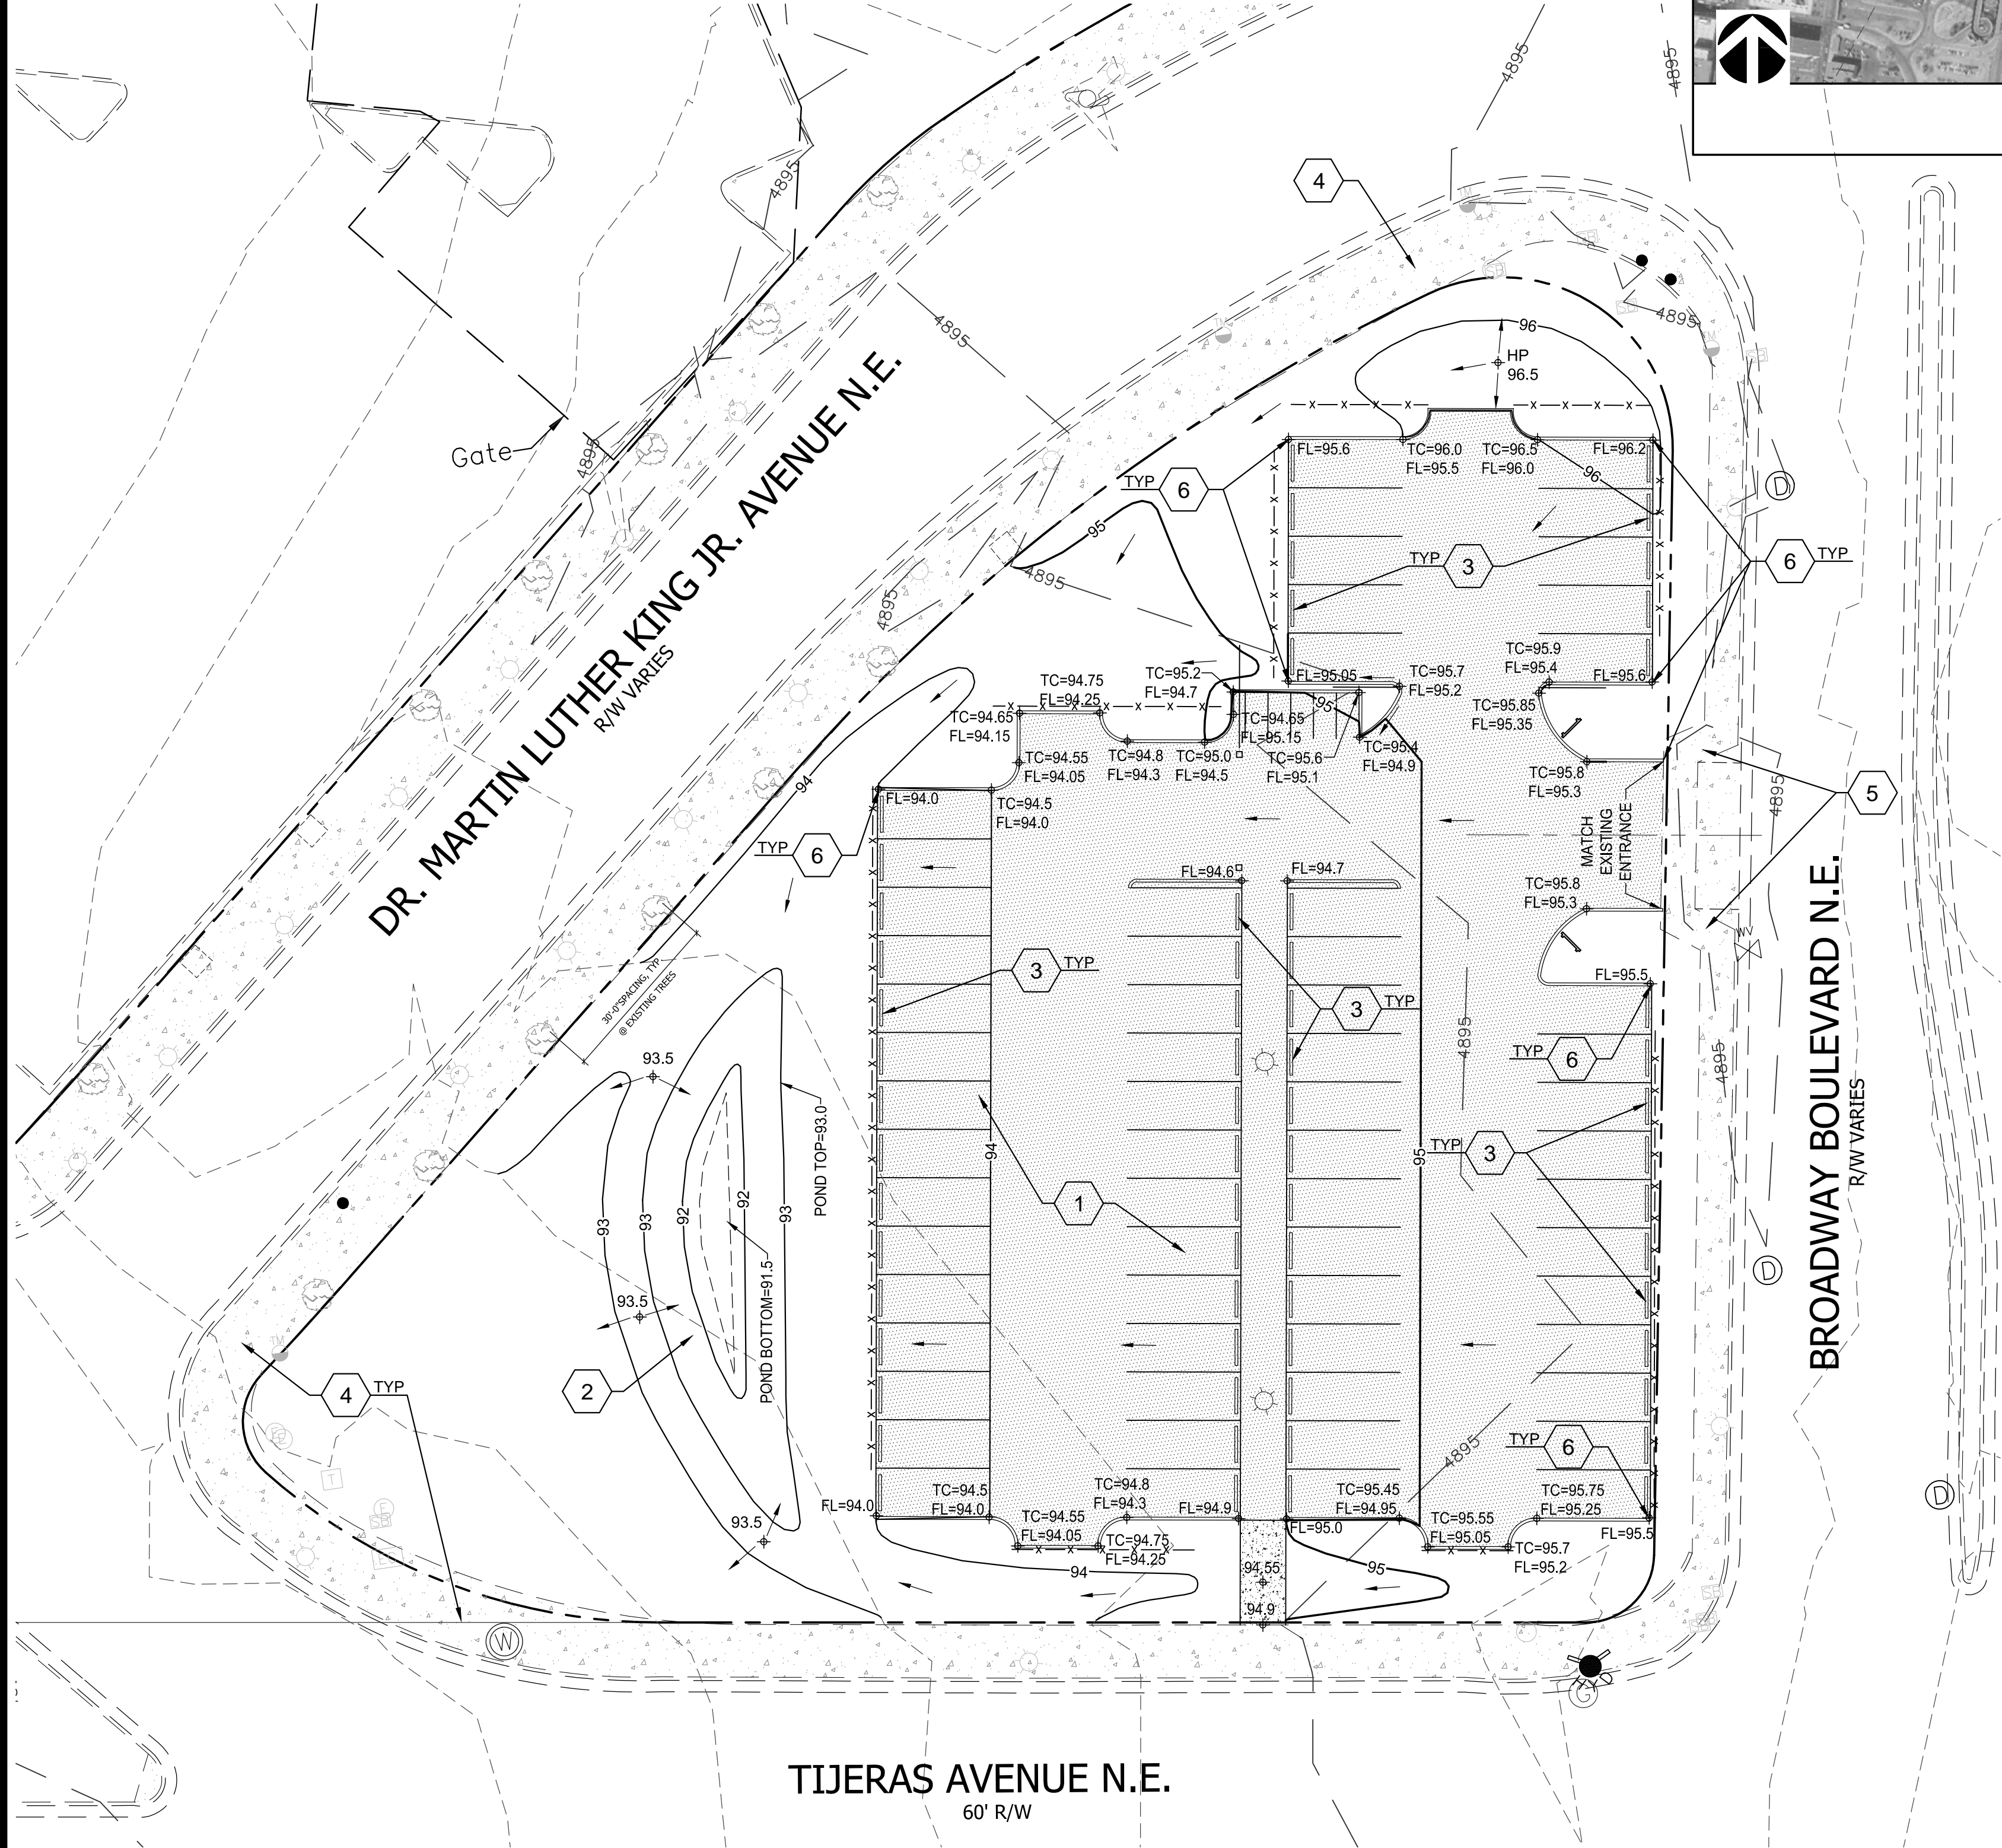 4895
4895
4895
4
4895
4895
96
HP
96.5
DR. MARTIN LUTHER KING JR. AVENUE N.E.
R/W VARIES
Gate
4895
FL=95.6
TC=96.0
FL=95.5
TC=96.5
FL=96.0
FL=96.2
96
D
TYP
6
95
TYP
3
6
TYP
4895
4895
TC=95.9
FL=95.4
TC=95.2
FL=94.7
FL=95.05
TC=95.7
FL=95.2
FL=95.6
TC=94.75
FL=94.25
TC=94.65
FL=94.15
95
TC=95.85
FL=95.35
TC=94.65
FL=95.15
TC=94.55
FL=94.05
TC=94.8
FL=94.3
TC=95.0
FL=94.5
TC=95.6
FL=95.1
TC=95.4
FL=94.9
TC=95.8
FL=95.3
94
FL=94.0
TC=94.5
FL=94.0
5
4895
MATCH
EXISTING
ENTRANCE
TYP
6
FL=94.6
FL=94.7
TC=95.8
FL=95.3
30'-0"SPACING, TYP
@ EXISTING TREES
3
TYP
3
TYP
FL=95.5
93.5
4895
4895
TYP
6
BROADWAY BOULEVARD N.E.
R/W VARIES
POND TOP=93.0
94
95
TYP
3
1
93
93
92
92
93
POND BOTTOM=91.5
D
93.5
2
4
TYP
4895
TYP
6
FL=94.0
TC=94.5
FL=94.0
TC=94.8
FL=94.3
FL=94.9
TC=95.45
FL=94.95
TC=95.75
FL=95.25
D
93.5
TC=94.55
FL=94.05
TC=94.75
FL=94.25
FL=95.0
TC=95.55
FL=95.05
FL=95.5
TC=95.7
FL=95.2
94
94.55
95
94.9
W
HYD
G
TIJERAS AVENUE N.E.
60' R/W